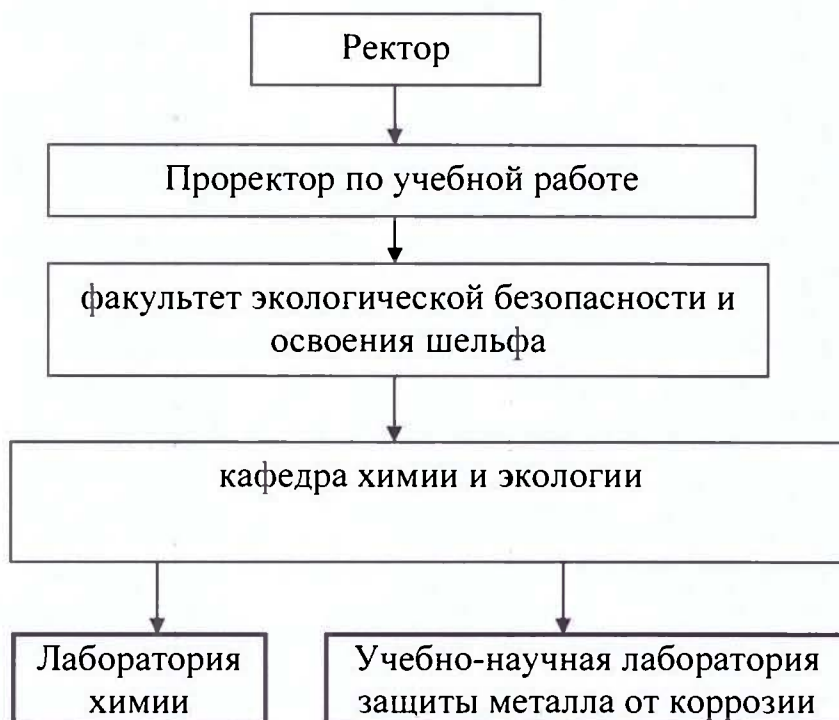 Ректор
Проректор по учебной работе
факультет экологической безопасности и
освоения шельфа
кафедра химии и экологии
Лаборатория
химии
Учебно-научная лаборатория
защиты металла от коррозии